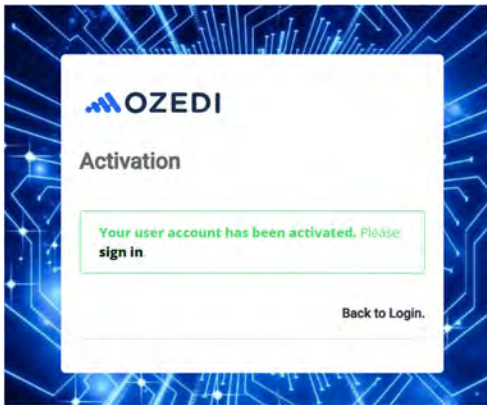 OZEDI
Activation
Your user account has been activated. Please
sign in.
Back to Login.